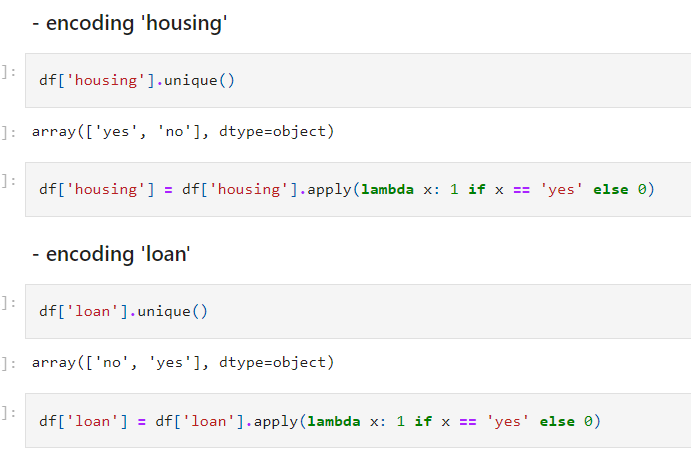 - encoding 'housing'
]: df['housing'].unique()
]: array(['yes', 'no'], dtype=object)
]: df['housing'] = df['housing'].apply(lambda x: 1 if x == 'yes' else 0)
- encoding 'loan'
]: df['loan'].unique()
]: array(['no', 'yes'], dtype=object)
]: df['loan'] = df['loan'].apply(lambda x: 1 if x == 'yes' else 0)